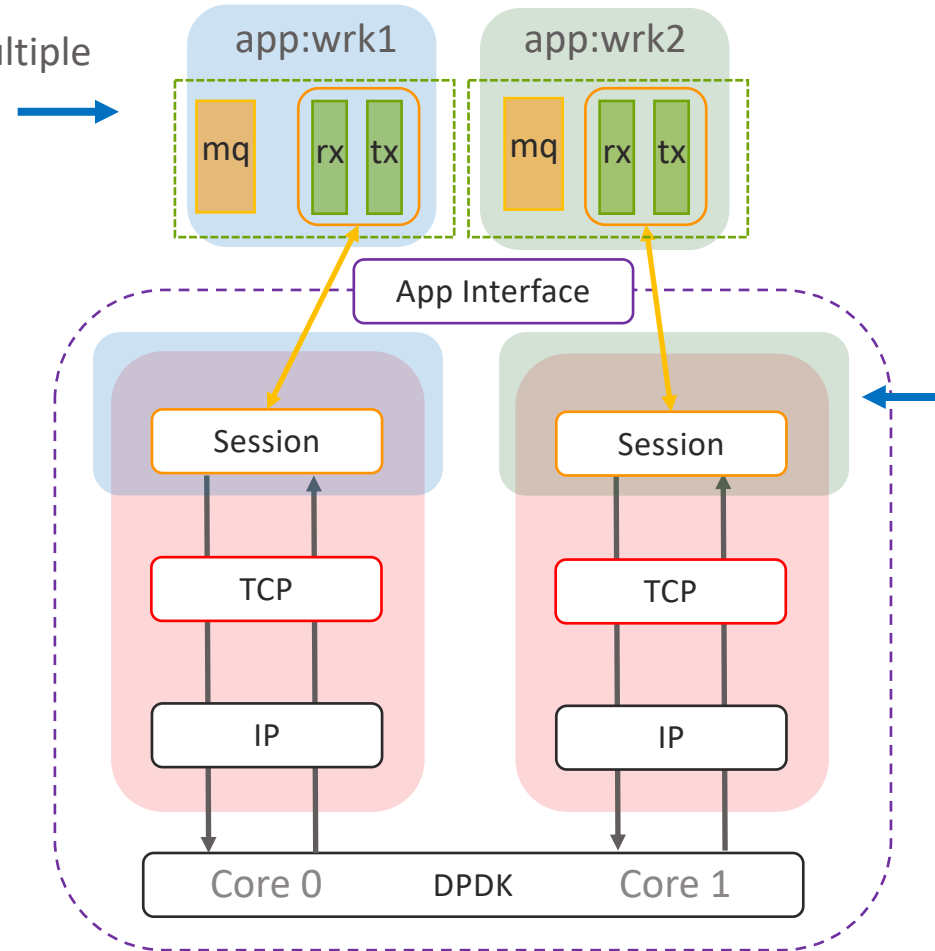 app:wrk1 app:wrk2
mq rx tx mq rx tx
App Interface
Session Session
TCP TCP
IP IP
Core 0 DPDK Core 1